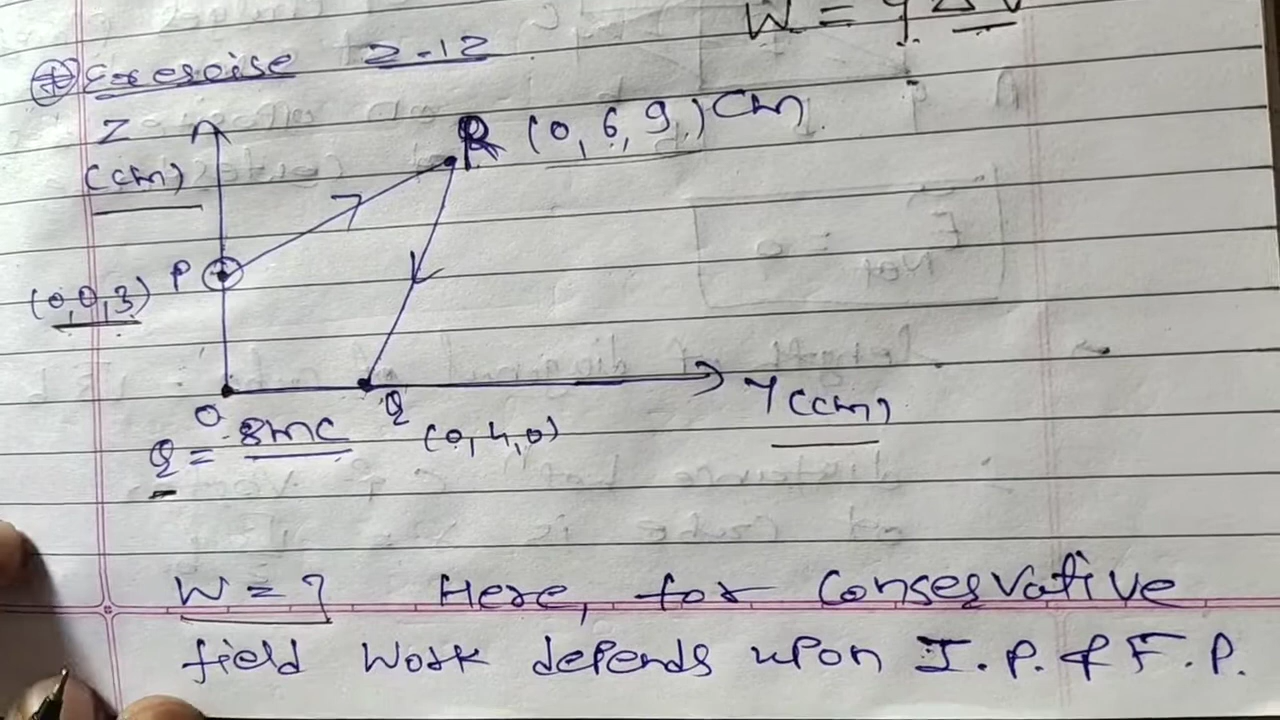 W = q ΔV
Exercise 2.12
Z
(cm)
R (0, 6, 9) cm
P
(0,0,3)
O
Q
Y (cm)
Q = 8mC
(0, 4, 0)
W = ? Here, for Conservative
field work depends upon I.P. & F.P.